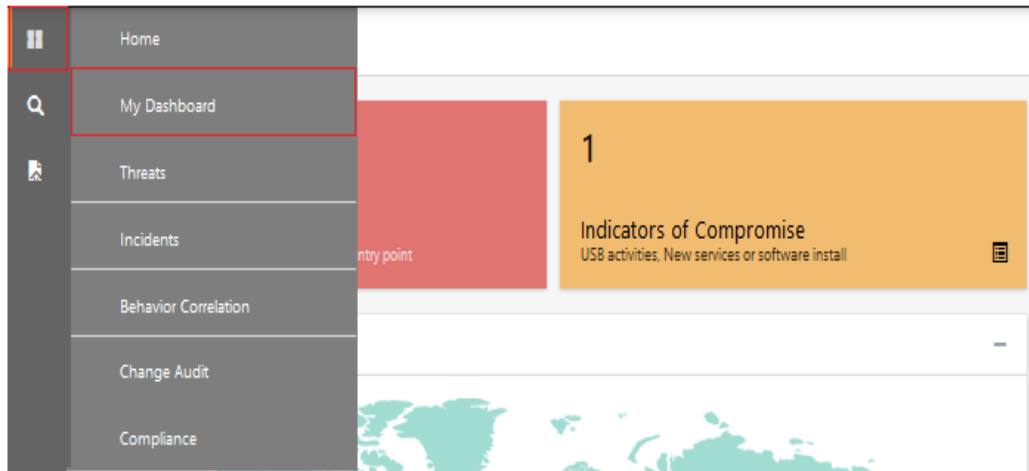 Home
My Dashboard
Threats
Incidents
Behavior Correlation
Change Audit
Compliance
ntry point
1
Indicators of Compromise
USB activities, New services or software install